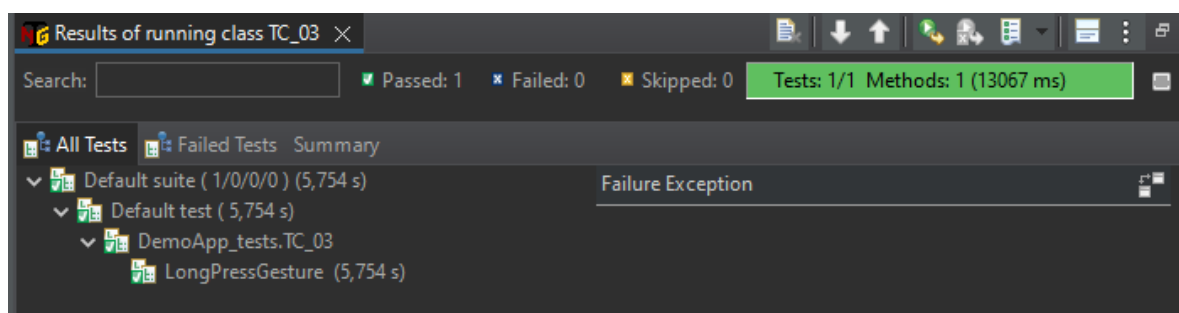 Results of running class TC_03
Search: Passed: 1 Failed: 0 Skipped: 0 Tests: 1/1 Methods: 1 (13067 ms)
All Tests Failed Tests Summary
Default suite ( 1/0/0/0 ) (5,754 s) Failure Exception
Default test ( 5,754 s)
DemoApp_tests.TC_03
LongPressGesture (5,754 s)